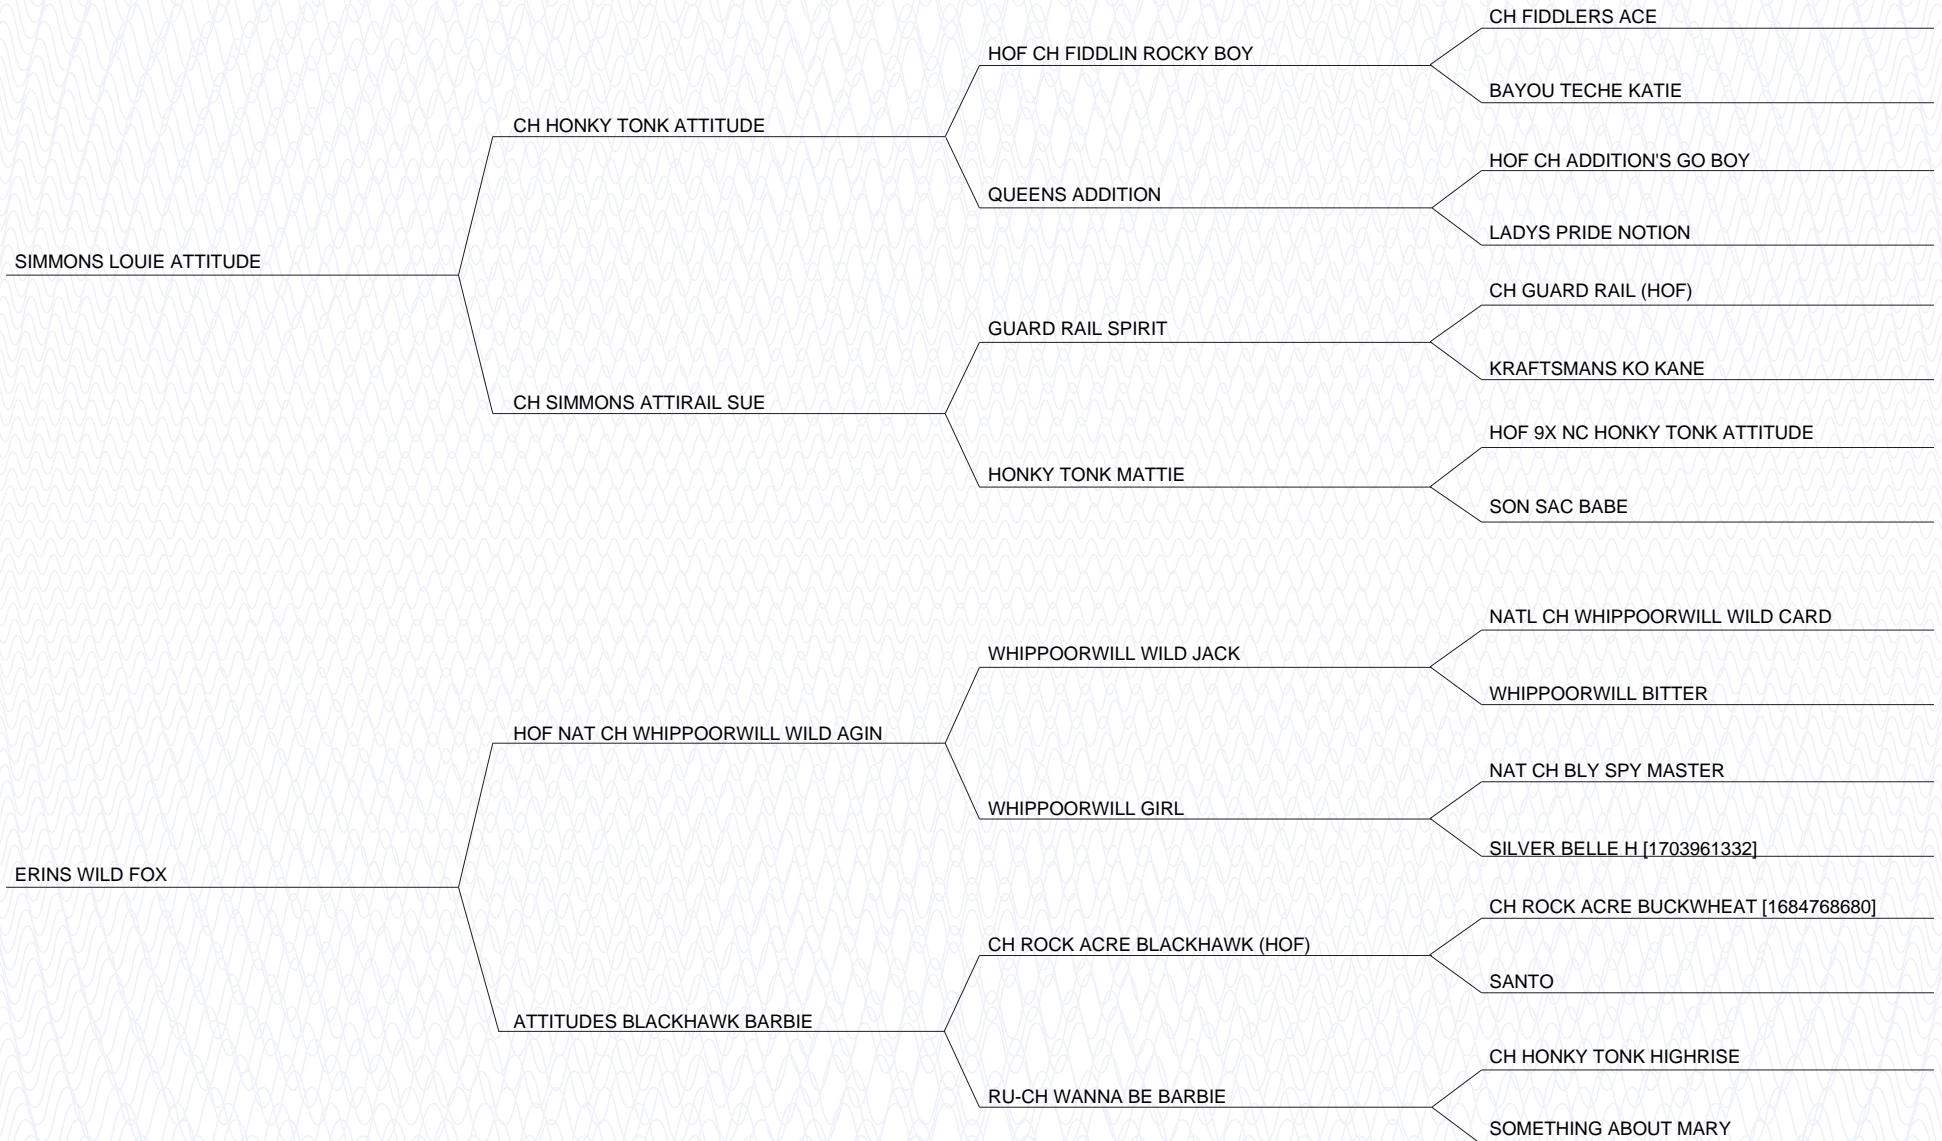 CH FIDDLERS ACE
HOF CH FIDDLIN ROCKY BOY
BAYOU TECHE KATIE
CH HONKY TONK ATTITUDE
HOF CH ADDITION'S GO BOY
QUEENS ADDITION
LADYS PRIDE NOTION
SIMMONS LOUIE ATTITUDE
CH GUARD RAIL (HOF)
GUARD RAIL SPIRIT
KRAFTSMANS KO KANE
CH SIMMONS ATTIRAIL SUE
HOF 9X NC HONKY TONK ATTITUDE
HONKY TONK MATTIE
SON SAC BABE
NATL CH WHIPPOORWILL WILD CARD
WHIPPOORWILL WILD JACK
WHIPPOORWILL BITTER
HOF NAT CH WHIPPOORWILL WILD AGIN
NAT CH BLY SPY MASTER
WHIPPOORWILL GIRL
SILVER BELLE H [1703961332]
ERINS WILD FOX
CH ROCK ACRE BUCKWHEAT [1684768680]
CH ROCK ACRE BLACKHAWK (HOF)
SANTO
ATTITUDES BLACKHAWK BARBIE
CH HONKY TONK HIGHRISE
RU-CH WANNA BE BARBIE
SOMETHING ABOUT MARY